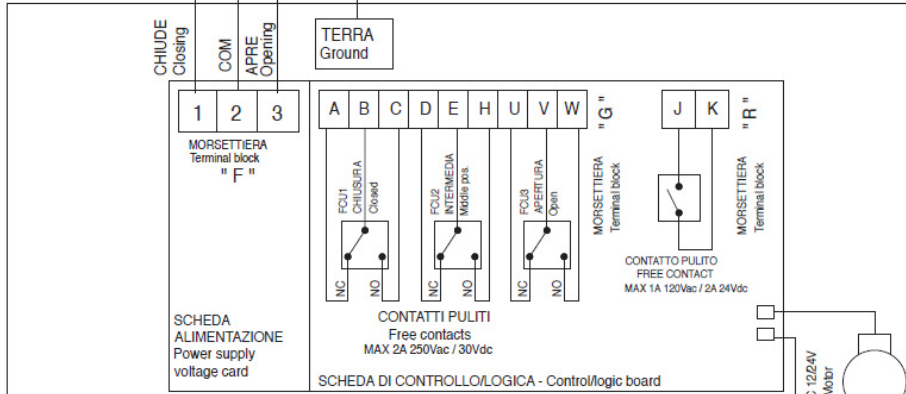 CHIUDE
Closing
COM
APRE
Opening
TERRA
Ground
1 2 3
MORSETTIERA
Terminal block
"F"
A B C D E H U V W
"G"
J K
"R"
FCU1
CHIUSURA
Closed
FCU2
INTERMEDIA
Middle pos.
FCU3
APERTURA
Open
MORSETTIERA
Terminal block
MORSETTIERA
Terminal block
NC NO NC NO NC NO
CONTATTO PULITO
FREE CONTACT
MAX 1A 120Vac / 2A 24Vdc
CONTATTI PULITI
Free contacts
MAX 2A 250Vac / 30Vdc
SCHEDA
ALIMENTAZIONE
Power supply
voltage card
SCHEDA DI CONTROLLO/LOGICA - Control/logic board
C 12/24V
Motor